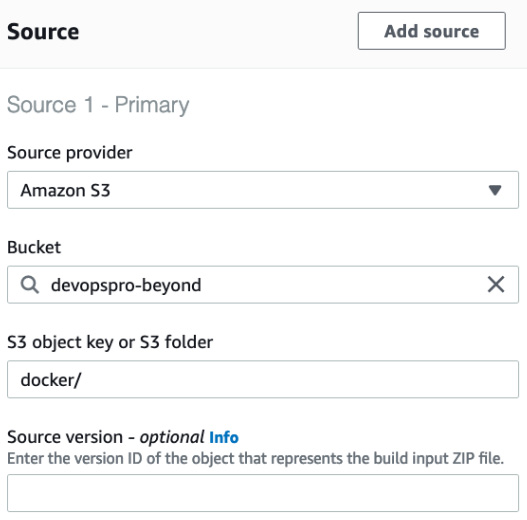 Source
Add source
Source 1 - Primary
Source provider
Amazon S3
Bucket
devopspro-beyond
S3 object key or S3 folder
docker/
Source version - optional Info
Enter the version ID of the object that represents the build input ZIP file.